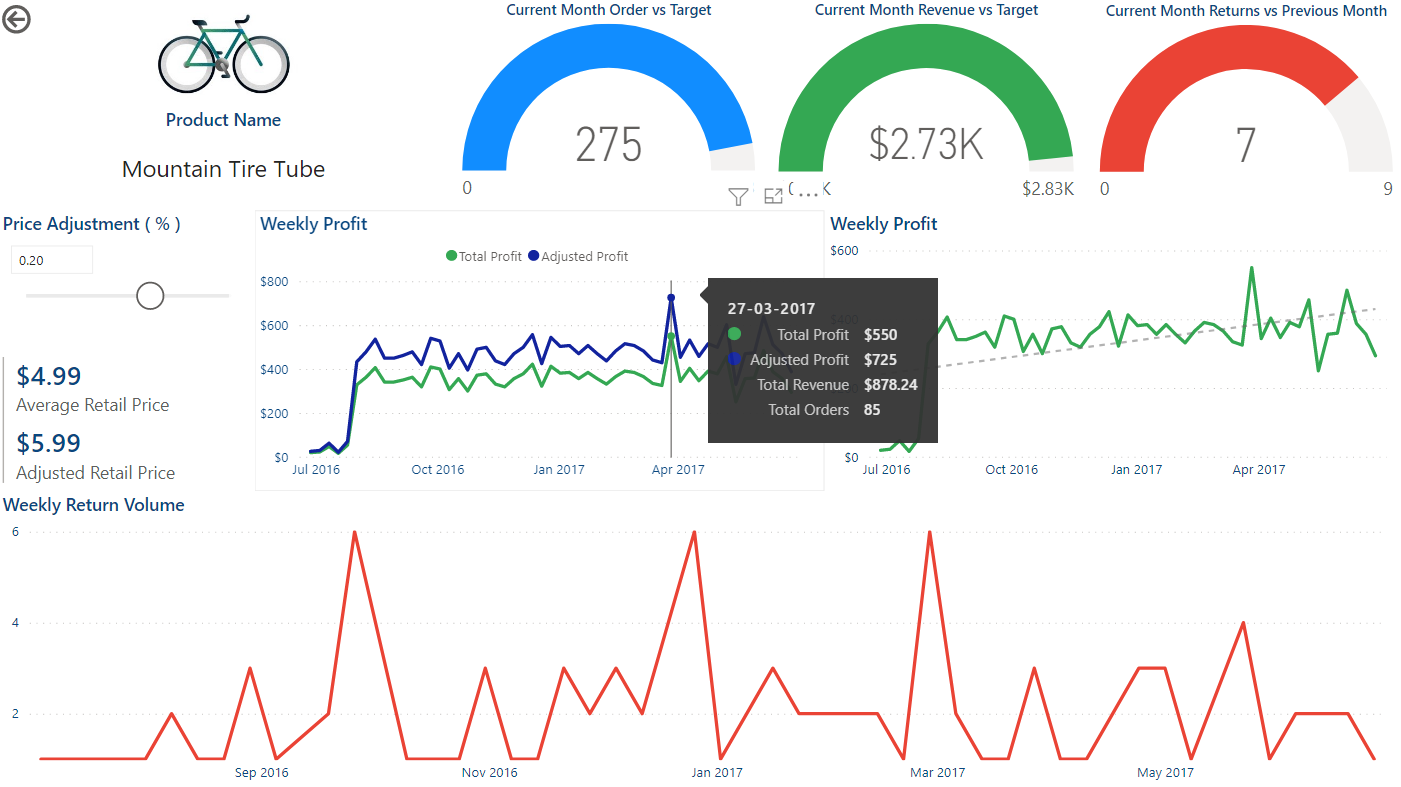 Current Month Order vs Target
Current Month Revenue vs Target
Current Month Returns vs Previous Month
275
$2.73K
7
0
$2.83K
0
9
Product Name
Mountain Tire Tube
Price Adjustment ( % )
0.20
$4.99
Average Retail Price
$5.99
Adjusted Retail Price
Weekly Profit
Total Profit
Adjusted Profit
$800
$600
$400
$200
$0
Jul 2016
Oct 2016
Jan 2017
Apr 2017
27-03-2017
Total Profit $550
Adjusted Profit $725
Total Revenue $878.24
Total Orders 85
Weekly Profit
$600
$400
$0
Jul 2016
Oct 2016
Jan 2017
Apr 2017
Weekly Return Volume
6
4
2
Sep 2016
Nov 2016
Jan 2017
Mar 2017
May 2017